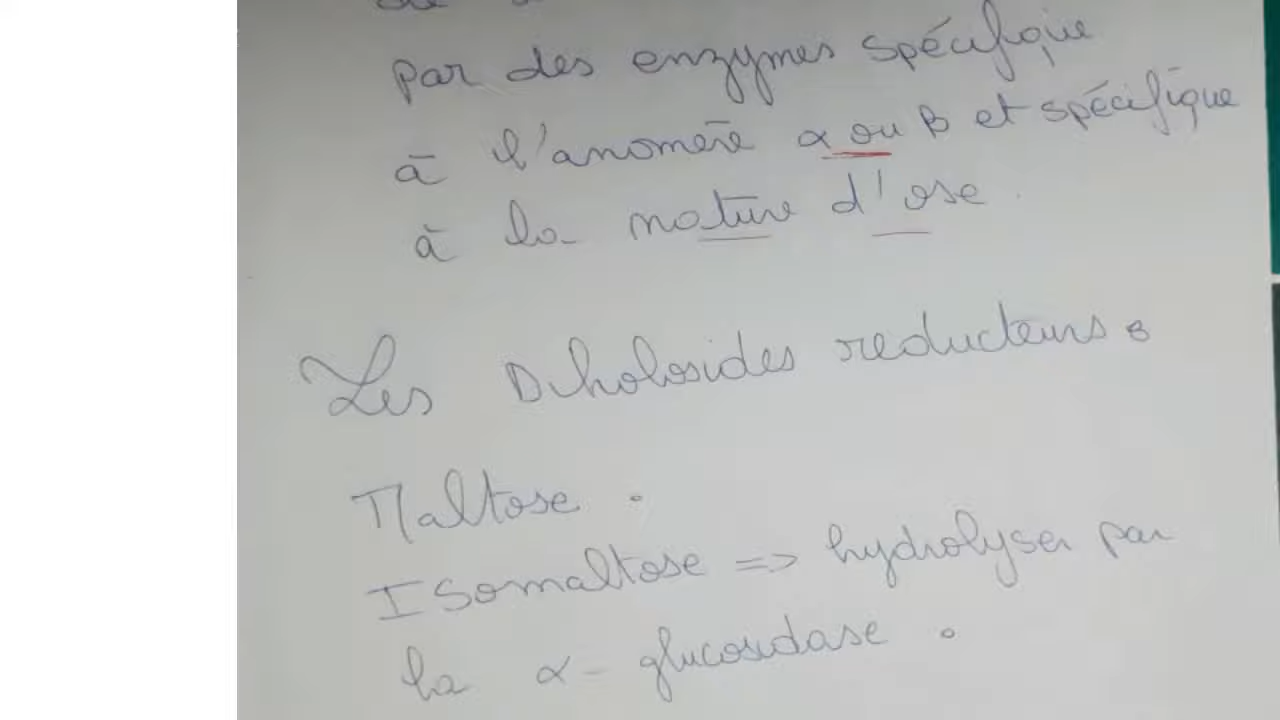 par des enzymes spécifique
à l'anomère α ou β et spécifique
à la nature d'ose.
Les Diholosides reducteurs :
Maltose .
Isomaltose => hydrolyser par
la α - glucosidase .